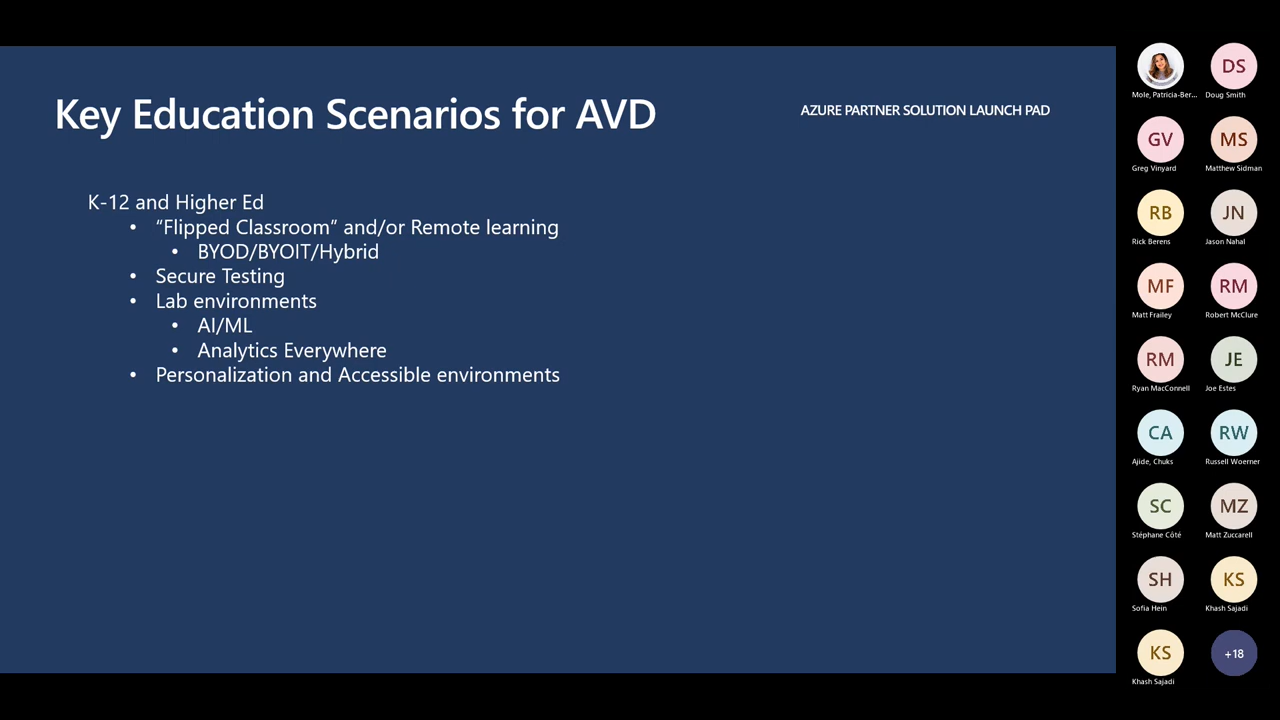 Key Education Scenarios for AVD
AZURE PARTNER SOLUTION LAUNCH PAD
K-12 and Higher Ed
• “Flipped Classroom” and/or Remote learning
• BYOD/BYOIT/Hybrid
• Secure Testing
• Lab environments
• AI/ML
• Analytics Everywhere
• Personalization and Accessible environments
Mole, Patricia-Ber...
DS
Doug Smith
GV
Greg Vinyard
MS
Matthew Sidman
RB
Rick Berens
JN
Jason Nahal
MF
Matt Frailey
RM
Robert McClure
RM
Ryan MacConnell
JE
Joe Estes
CA
Ajide, Chuks
RW
Russell Woerner
SC
Stéphane Côté
MZ
Matt Zuccarell
SH
Sofia Hein
KS
Khash Sajadi
KS
Khash Sajadi
+18